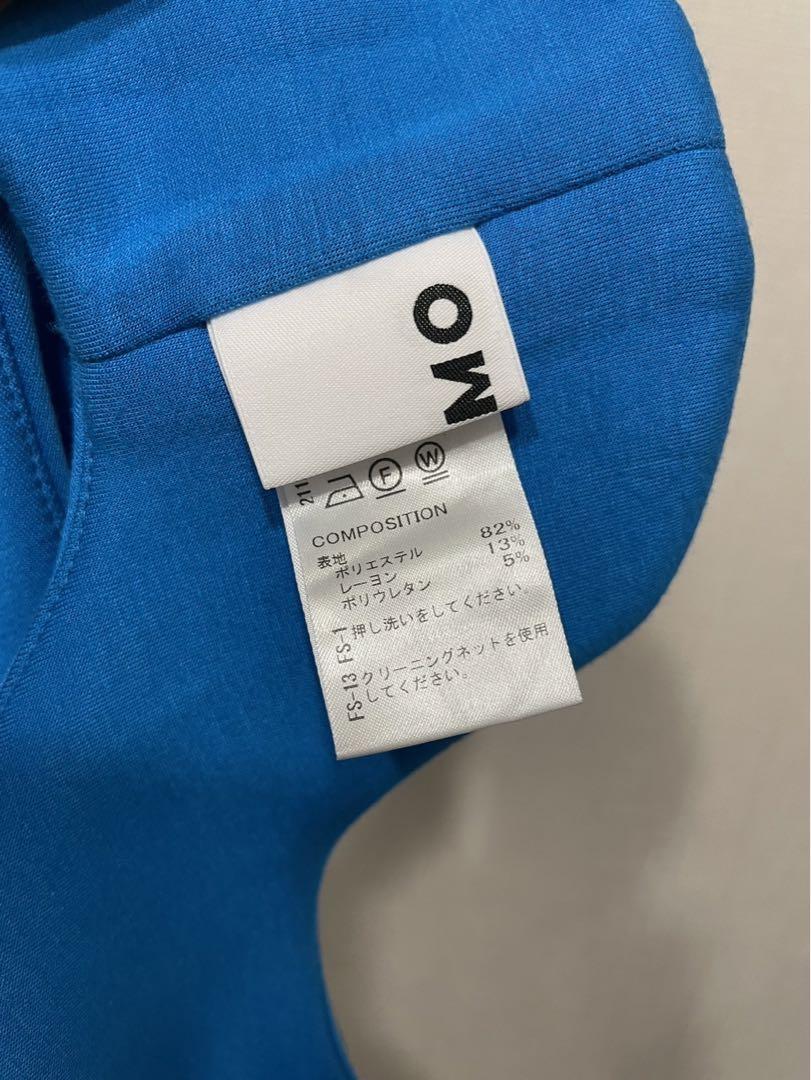 MO
211
F
W
COMPOSITION
表地
ポリエステル 82%
レーヨン 13%
ポリウレタン 5%
FS-1 押し洗いをしてください。
FS-13 クリーニングネットを使用
してください。